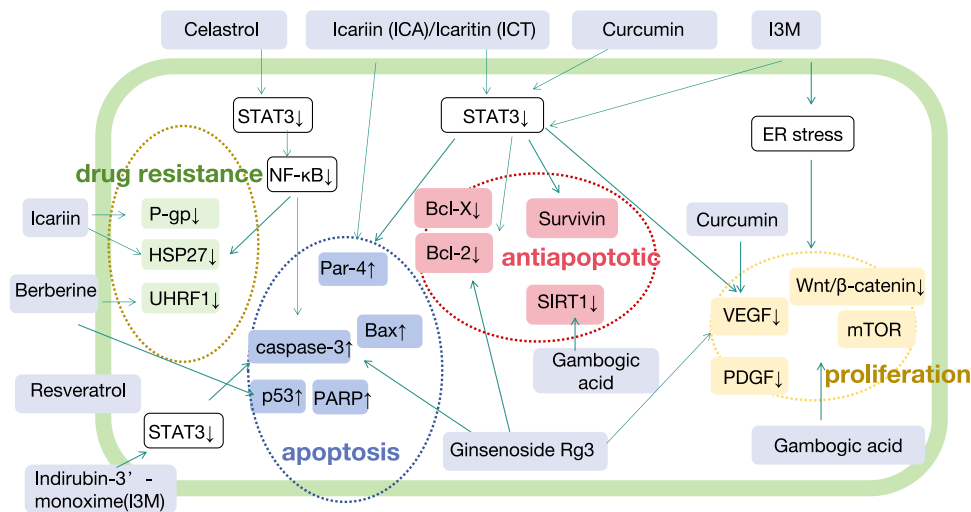 Celastrol
Icariin (ICA)/Icaritin (ICT)
Curcumin
I3M
STAT3↓
STAT3↓
ER stress
drug resistance
NF-κB↓
Icariin
P-gp↓
HSP27↓
Berberine
UHRF1↓
Par-4↑
Bcl-X↓
Survivin
Bcl-2↓
antiapoptotic
SIRT1↓
Curcumin
Wnt/β-catenin↓
VEGF↓
mTOR
PDGF↓
proliferation
caspase-3↑
Bax↑
Gambogic
acid
Resveratrol
p53↑
PARP↑
STAT3↓
apoptosis
Ginsenoside Rg3
Gambogic acid
Indirubin-3’ -
monoxime(I3M)